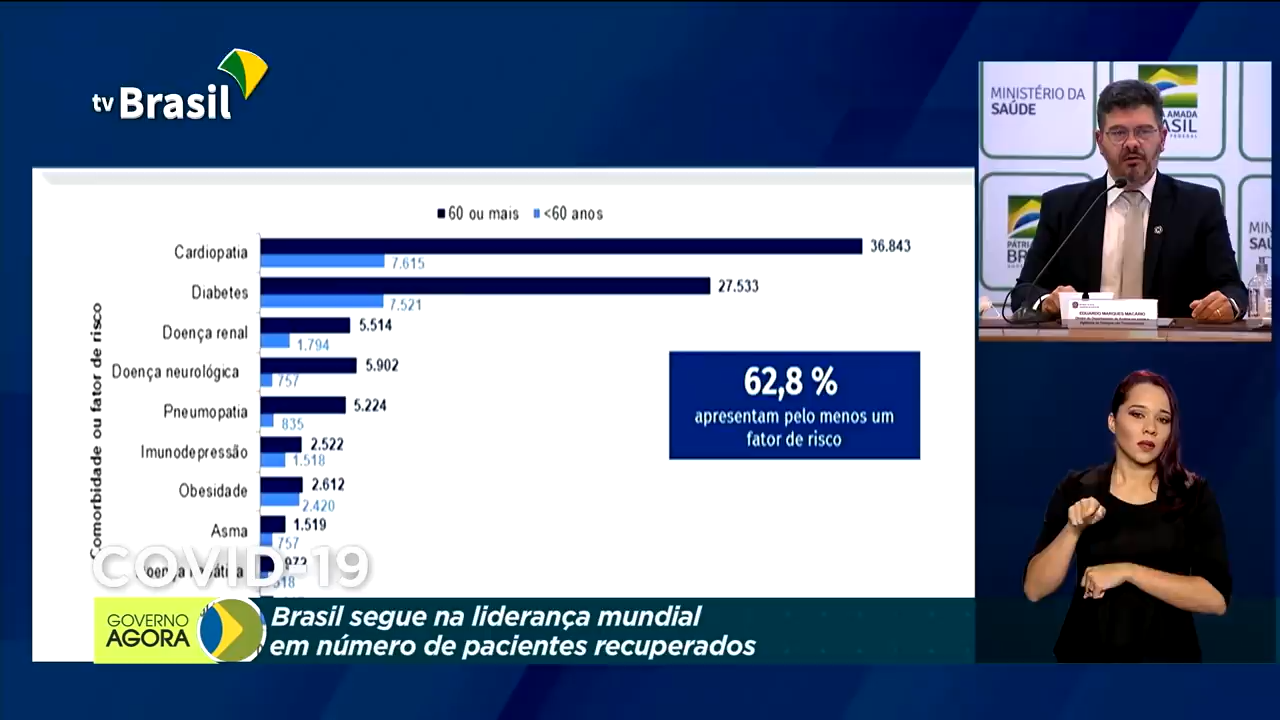 tv Brasil
MINISTÉRIO DA
SAÚDE
60 ou mais <60 anos
Comorbidade ou fator de risco
Cardiopatia 36.843
7.615
Diabetes 27.533
7.521
Doença renal 5.514
1.794
Doença neurológica 5.902
757
Pneumopatia 5.224
835
Imunodepressão 2.522
1.518
Obesidade 2.612
2.420
Asma 1.519
757
62,8 %
apresentam pelo menos um
fator de risco
EDUARDO MARQUES MACÁRIO
COVID-19
GOVERNO
AGORA
Brasil segue na liderança mundial
em número de pacientes recuperados